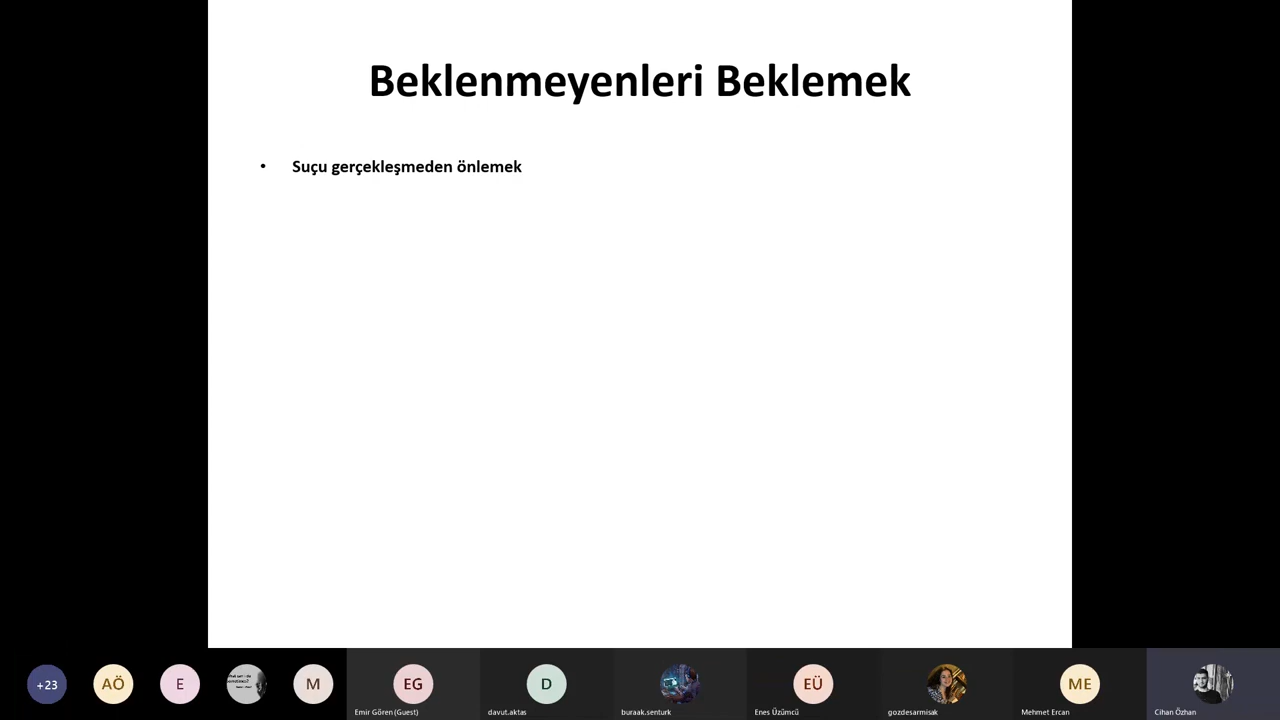 Beklenmeyenleri Beklemek
• Suçu gerçekleşmeden önlemek
+23
AÖ
E
M
EG
D
EÜ
ME
Emir Gören (Guest)
davut.aktas
buraak.senturk
Enes Üzümcü
gozdesarmisak
Mehmet Ercan
Cihan Özhan